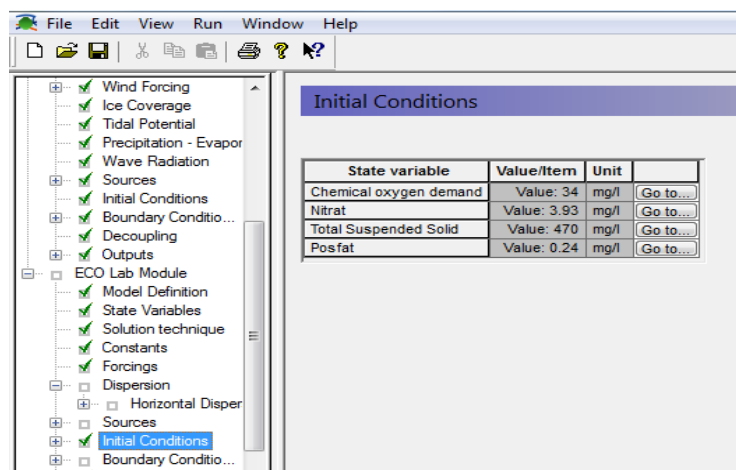 File Edit View Run Window Help
Wind Forcing
Ice Coverage
Tidal Potential
Precipitation - Evapor
Wave Radiation
Sources
Initial Conditions
Boundary Conditio...
Decoupling
Outputs
ECO Lab Module
Model Definition
State Variables
Solution technique
Constants
Forcings
Dispersion
Horizontal Disper
Sources
Initial Conditions
Boundary Conditio...
Initial Conditions
State variable Value/Item Unit
Chemical oxygen demand Value: 34 mg/l Go to...
Nitrat Value: 3.93 mg/l Go to...
Total Suspended Solid Value: 470 mg/l Go to...
Posfat Value: 0.24 mg/l Go to...